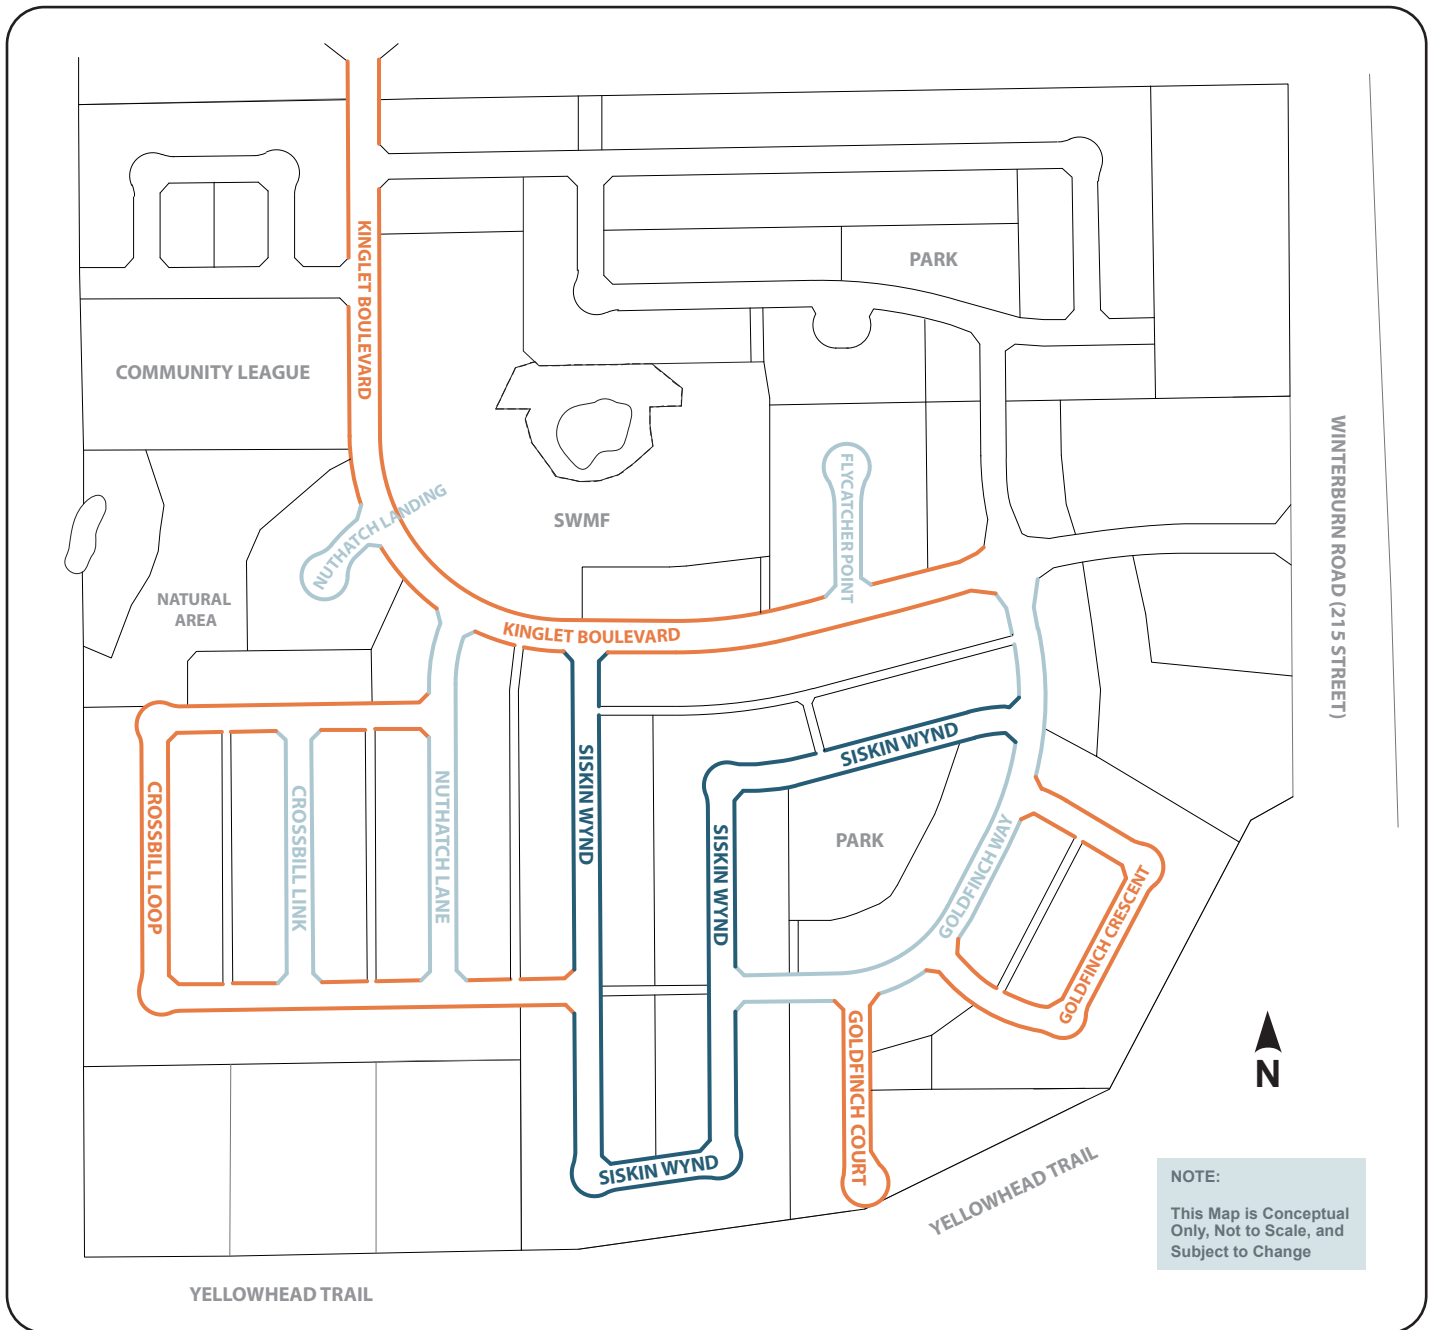 KINGLET BOULEVARD
PARK
COMMUNITY LEAGUE
WINTERBURN ROAD (215 STREET)
FLYCATCHER POINT
NUTHATCH LANDING
SWMF
NATURAL
AREA
KINGLET BOULEVARD
SISKIN WYND
SISKIN WYND
CROSSBILL LOOP
CROSSBILL LINK
NUTHATCH LANE
SISKIN WYND
PARK
GOLDFINCH WAY
GOLDFINCH CRESCENT
GOLDFINCH COURT
N
SISKIN WYND
YELLOWHEAD TRAIL
NOTE:
This Map is Conceptual
Only, Not to Scale, and
Subject to Change
YELLOWHEAD TRAIL